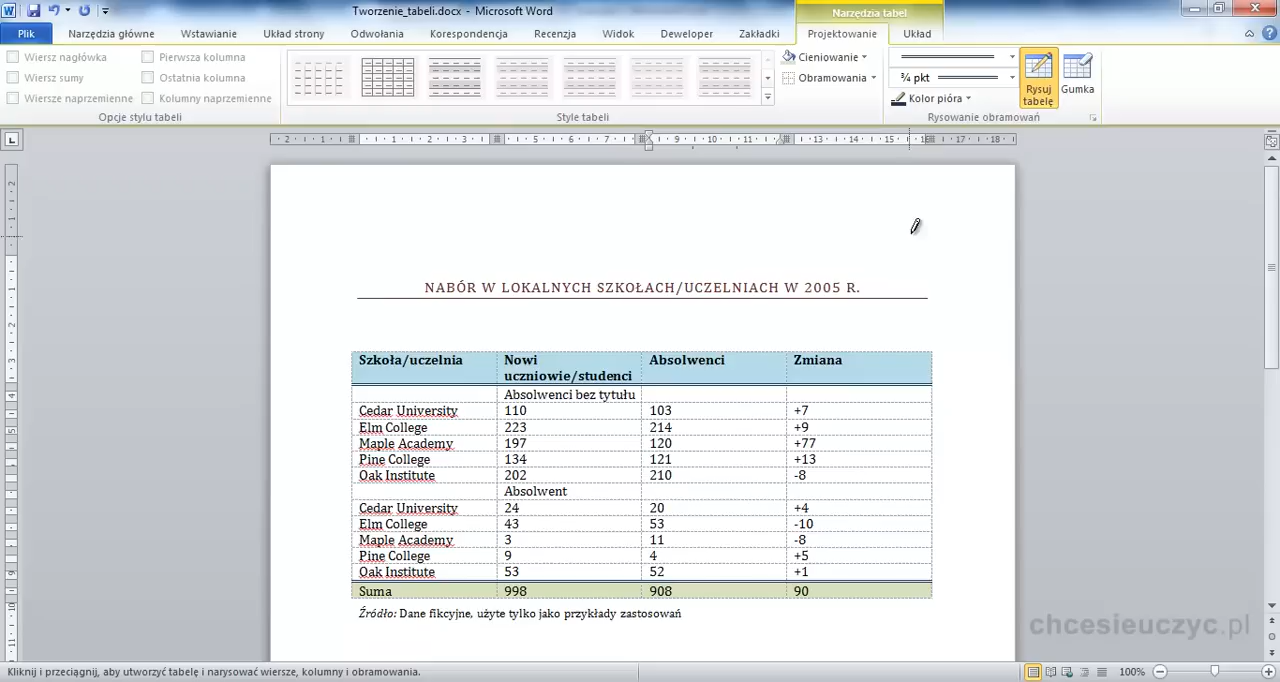 Tworzenie_tabeli.docx - Microsoft Word
Narzędzia tabel
Plik Narzędzia główne Wstawianie Układ strony Odwołania Korespondencja Recenzja Widok Deweloper Zakładki Projektowanie Układ
Wiersz nagłówka Pierwsza kolumna
Wiersz sumy Ostatnia kolumna
Wiersze naprzemienne Kolumny naprzemienne
Opcje stylu tabeli
Style tabeli
Cieniowanie
Obramowania
¾ pkt
Kolor pióra
Rysuj tabelę
Gumka
Rysowanie obramowań
NABÓR W LOKALNYCH SZKOŁACH/UCZELNIACH W 2005 R.
Szkoła/uczelnia Nowi uczniowie/studenci Absolwenci Zmiana
Absolwenci bez tytułu
Cedar University 110 103 +7
Elm College 223 214 +9
Maple Academy 197 120 +77
Pine College 134 121 +13
Oak Institute 202 210 -8
Absolwent
Cedar University 24 20 +4
Elm College 43 53 -10
Maple Academy 3 11 -8
Pine College 9 4 +5
Oak Institute 53 52 +1
Suma 998 908 90
Źródło: Dane fikcyjne, użyte tylko jako przykłady zastosowań
chcesieuczyc.pl
Kliknij i przeciągnij, aby utworzyć tabelę i narysować wiersze, kolumny i obramowania.
100%